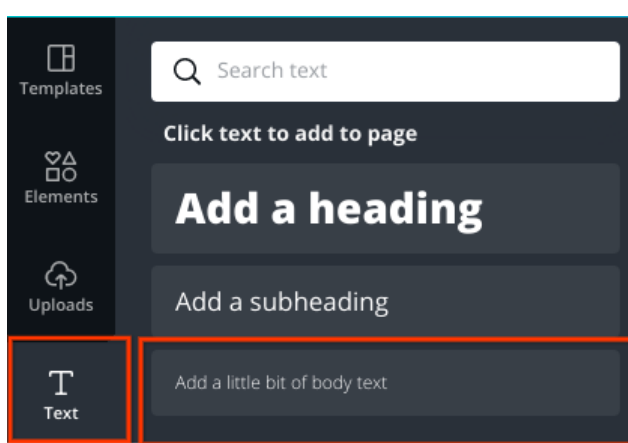 Templates
Elements
Uploads
Text
Search text
Click text to add to page
Add a heading
Add a subheading
Add a little bit of body text